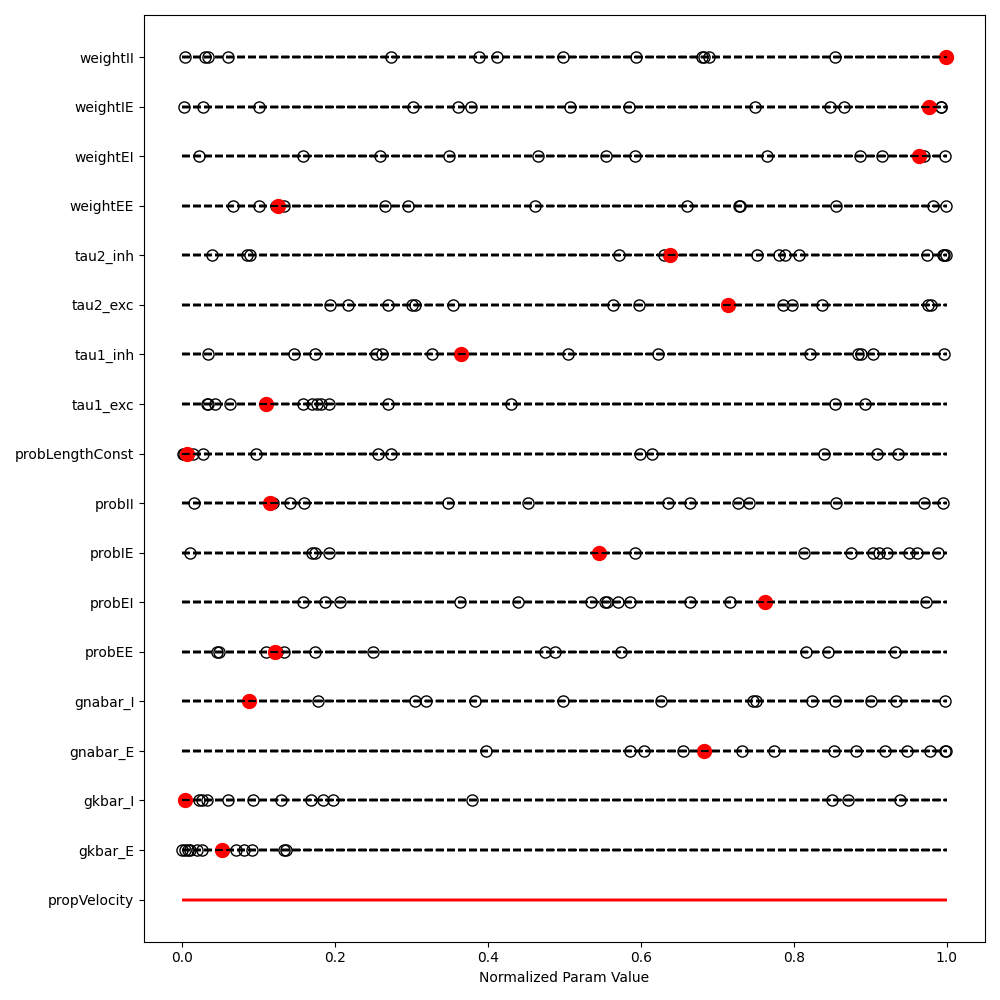 weightII
weightIE
weightEI
weightEE
tau2_inh
tau2_exc
tau1_inh
tau1_exc
probLengthConst
probII
probIE
probEI
probEE
gnabar_I
gnabar_E
gkbar_I
gkbar_E
propVelocity
0.0 0.2 0.4 0.6 0.8 1.0
Normalized Param Value